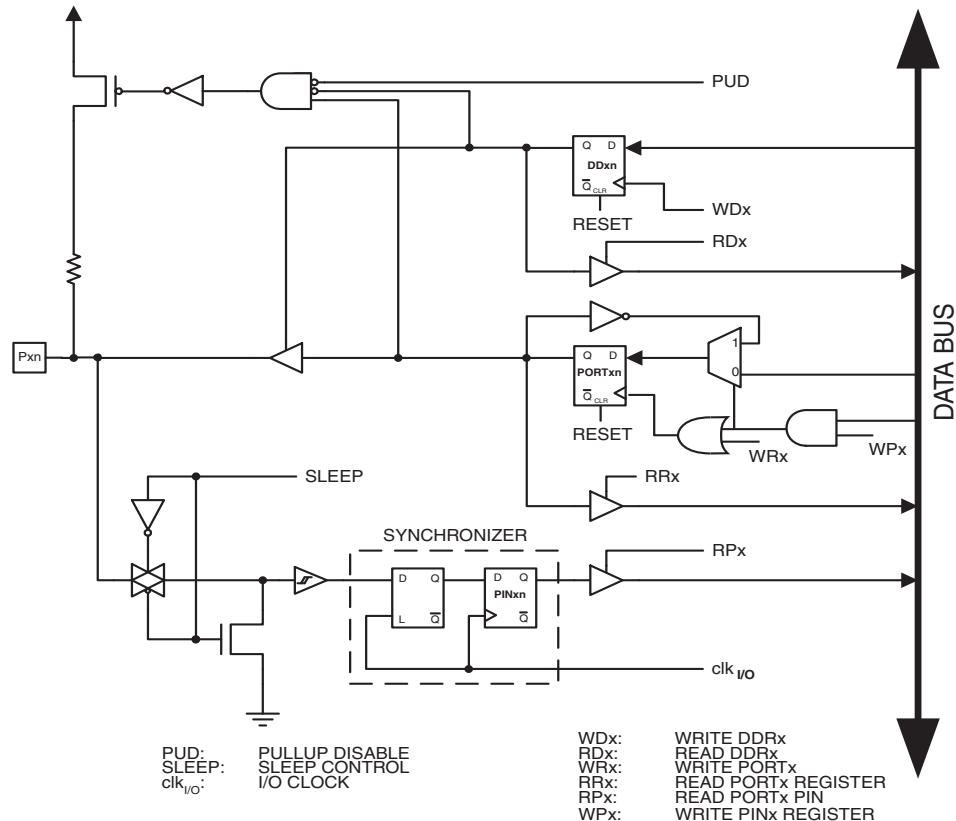 PUD
Q D
DDxn
Q CLR
WDx
RESET
RDx
Pxn
1
Q D
PORTxn
0
Q CLR
RESET
WRx
WPx
DATA BUS
SLEEP
RRx
SYNCHRONIZER
RPx
D Q
D Q
PINxn
L Q
Q
clk I/O
PUD: PULLUP DISABLE
SLEEP: SLEEP CONTROL
clk I/O: I/O CLOCK
WDx: WRITE DDRx
RDx: READ DDRx
WRx: WRITE PORTx
RRx: READ PORTx REGISTER
RPx: READ PORTx PIN
WPx: WRITE PINx REGISTER